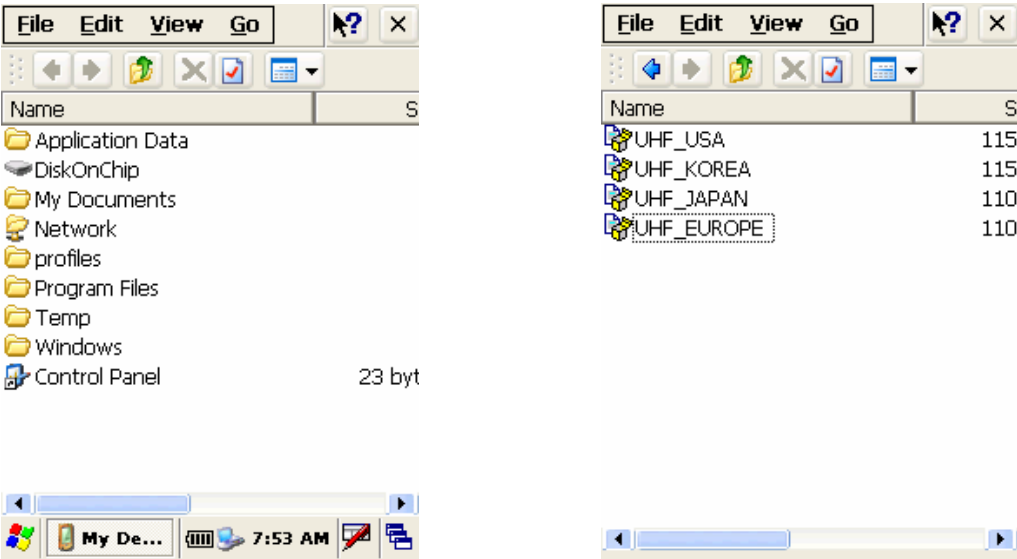 File Edit View Go
Name S
Application Data
DiskOnChip
My Documents
Network
profiles
Program Files
Temp
Windows
Control Panel 23 byt
My De... 7:53 AM
File Edit View Go
Name S
UHF_USA 115
UHF_KOREA 115
UHF_JAPAN 110
UHF_EUROPE 110